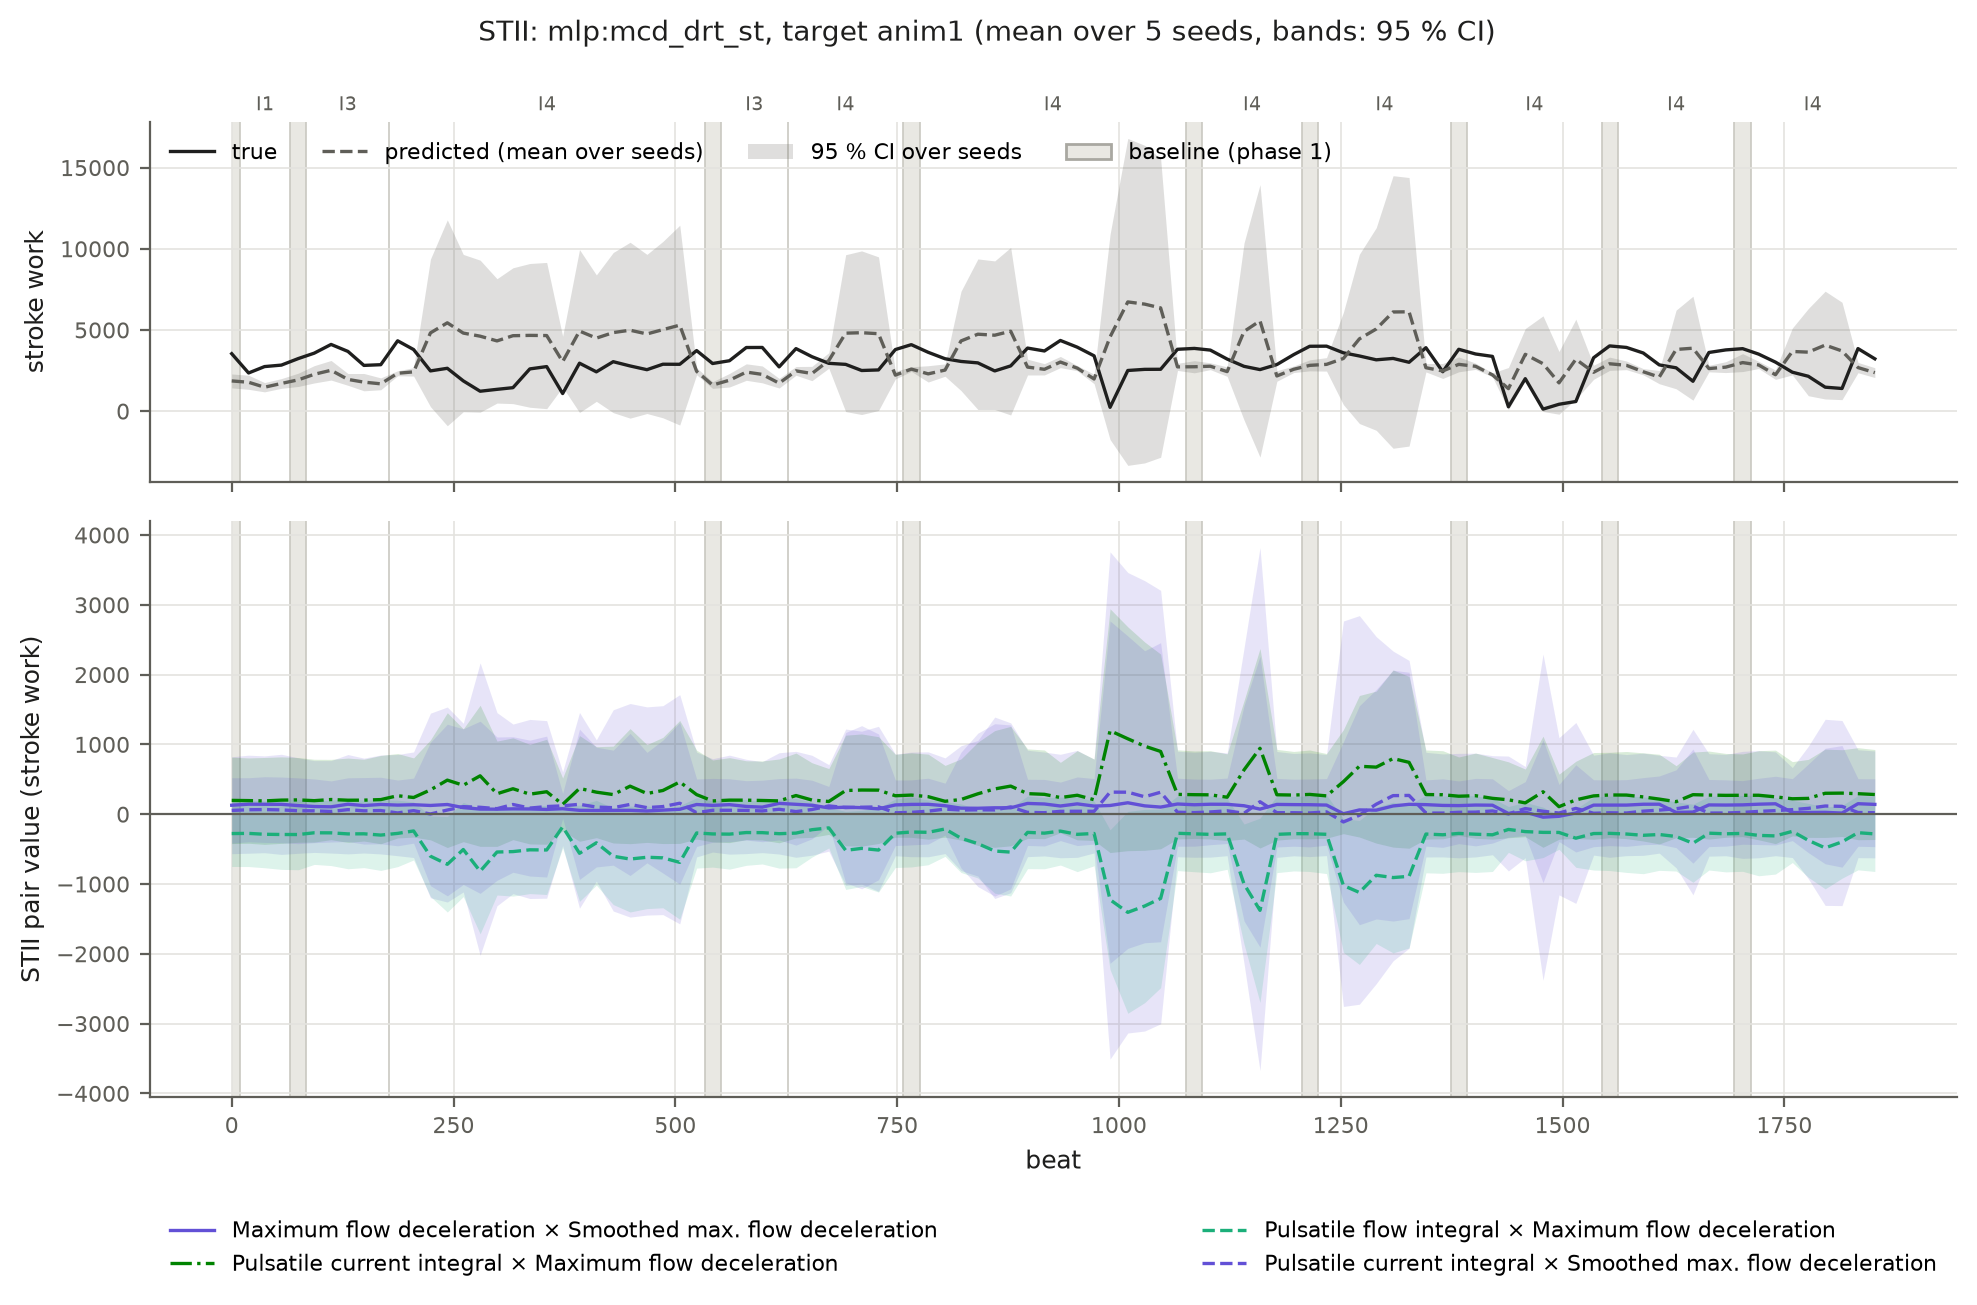 STII: mlp:mcd_drt_st, target anim1 (mean over 5 seeds, bands: 95 % CI)
I1 I3 I4 I3 I4 I4 I4 I4 I4 I4 I4
true predicted (mean over seeds) 95 % CI over seeds baseline (phase 1)
stroke work
15000
10000
5000
0
STII pair value (stroke work)
4000
3000
2000
1000
0
−1000
−2000
−3000
−4000
0 250 500 750 1000 1250 1500 1750
beat
Maximum flow deceleration × Smoothed max. flow deceleration
Pulsatile current integral × Maximum flow deceleration
Pulsatile flow integral × Maximum flow deceleration
Pulsatile current integral × Smoothed max. flow deceleration